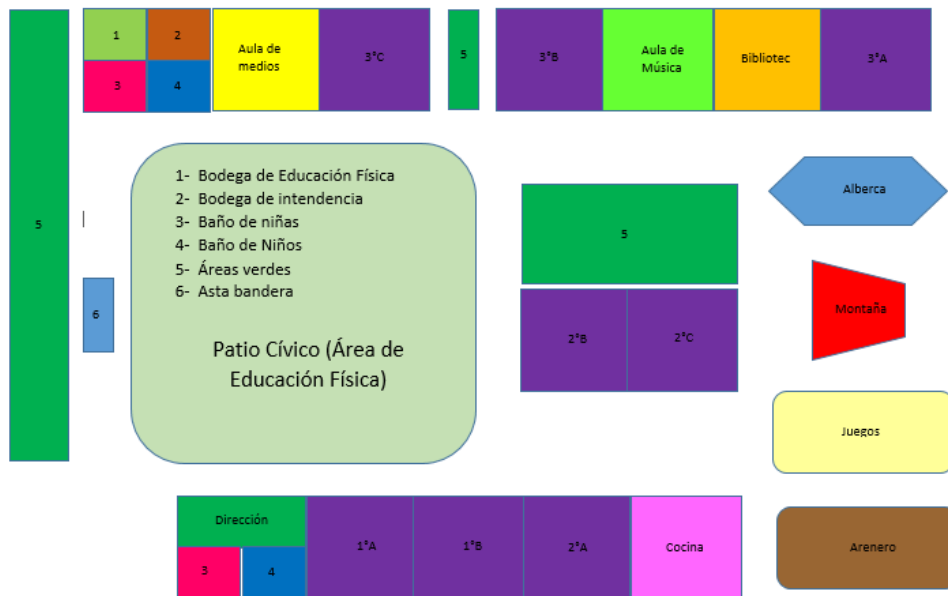 1
2
3
4
Aula de
medios
3°C
5
3°B
Aula de
Música
Bibliotec
3°A
5
1- Bodega de Educación Física
2- Bodega de intendencia
3- Baño de niñas
4- Baño de Niños
5- Áreas verdes
6- Asta bandera
Patio Cívico (Área de
Educación Física)
6
5
2°B
2°C
Alberca
Montaña
Juegos
Arenero
Dirección
3
4
1°A
1°B
2°A
Cocina